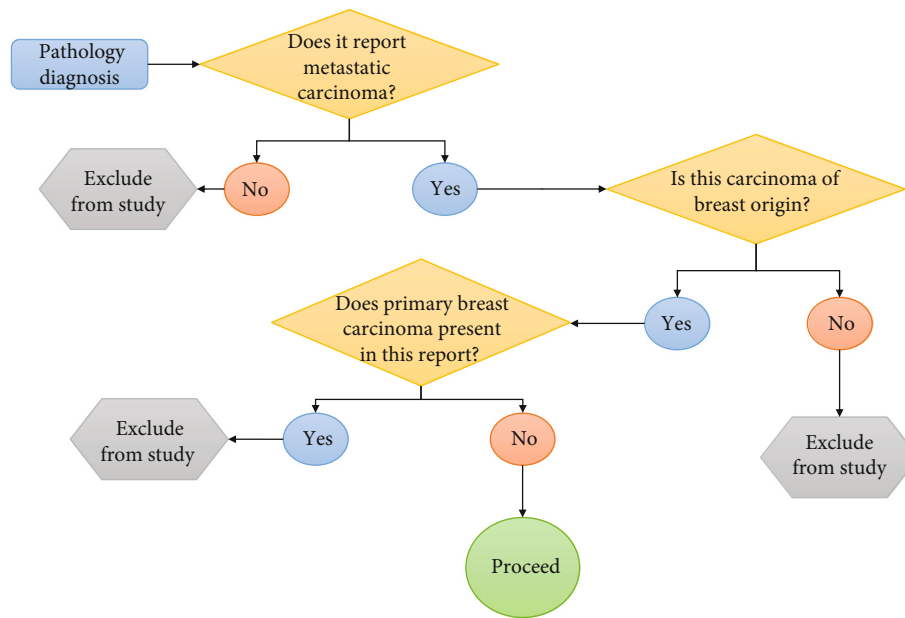 Pathology
diagnosis
Does it report
metastatic
carcinoma?
Exclude
from study
No
Yes
Is this carcinoma of
breast origin?
Does primary breast
carcinoma present
in this report?
Yes
No
Exclude
from study
Yes
No
Exclude
from study
Proceed